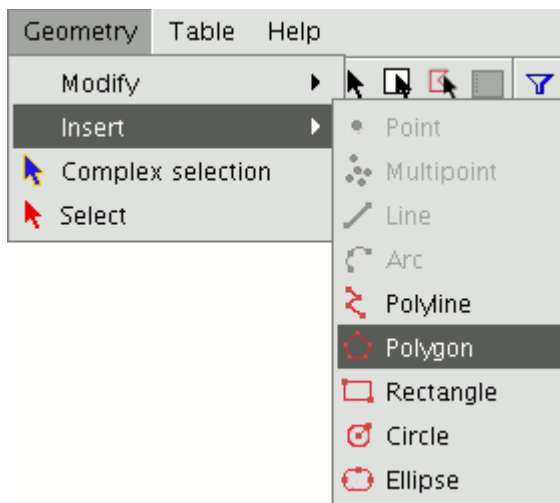 Geometry Table Help
Modify
Insert
Complex selection
Select
Point
Multipoint
Line
Arc
Polyline
Polygon
Rectangle
Circle
Ellipse